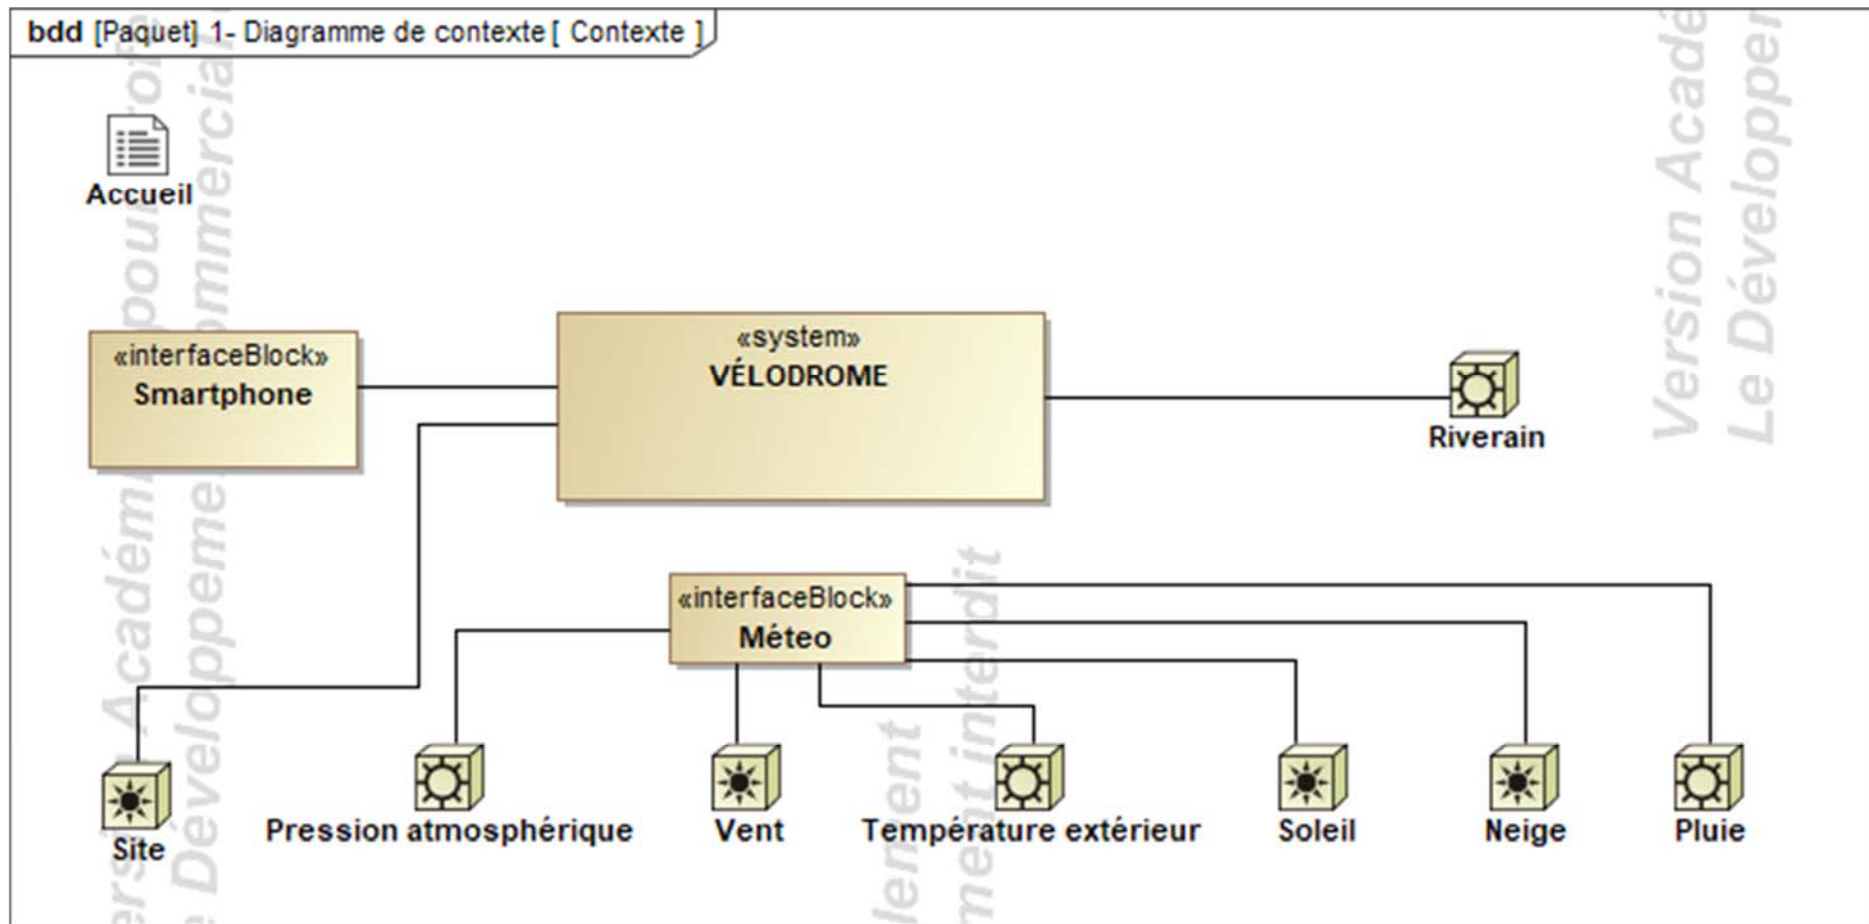 bdd [Paquet] 1- Diagramme de contexte [ Contexte ]
Accueil
«interfaceBlock»
Smartphone
«system»
VÉLODROME
Riverain
«interfaceBlock»
Méteo
Site
Pression atmosphérique
Vent
Température extérieur
Soleil
Neige
Pluie
Version Acadé
Le Développer